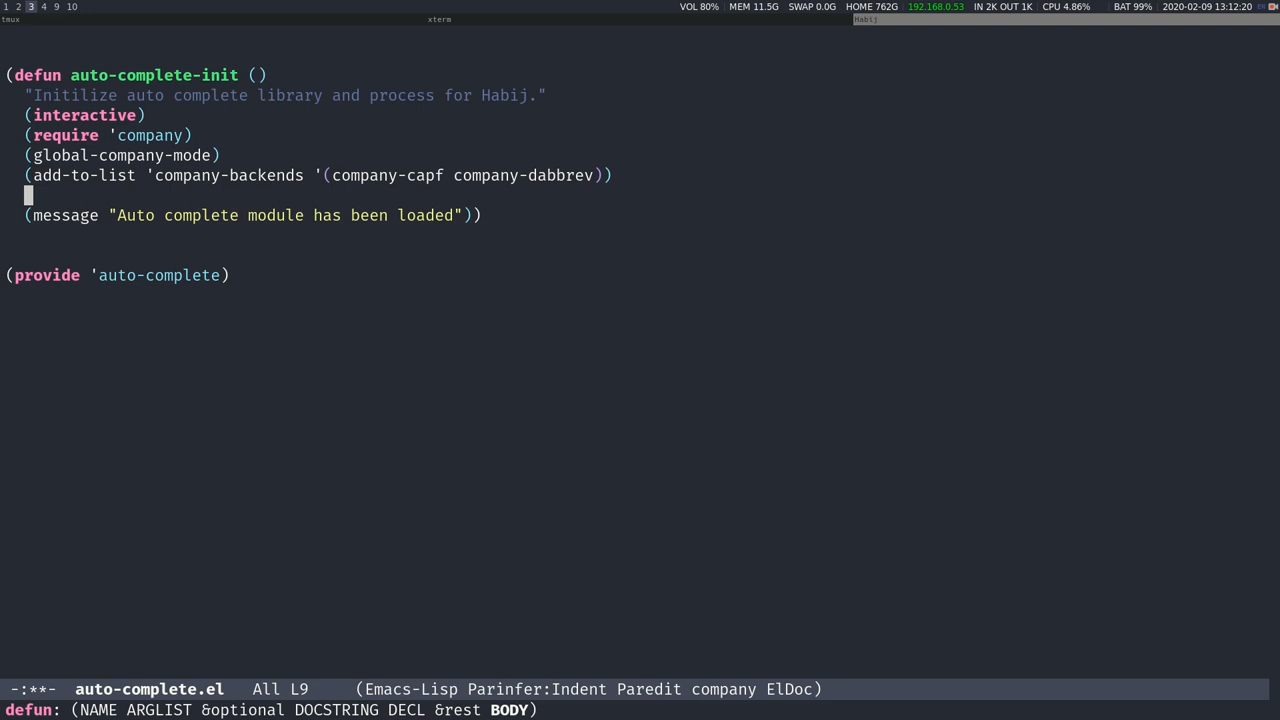 1 2 3 4 9 10 VOL 80% MEM 11.5G SWAP 0.0G HOME 762G 192.168.0.53 IN 2K OUT 1K CPU 4.86% BAT 99% 2020-02-09 13:12:20 EN
tmux xterm Habij
(defun auto-complete-init ()
"Initilize auto complete library and process for Habij."
(interactive)
(require 'company)
(global-company-mode)
(add-to-list 'company-backends '(company-capf company-dabbrev))
(message "Auto complete module has been loaded"))
(provide 'auto-complete)
-:**- auto-complete.el All L9 (Emacs-Lisp Parinfer:Indent Paredit company ElDoc)
defun: (NAME ARGLIST &optional DOCSTRING DECL &rest BODY)